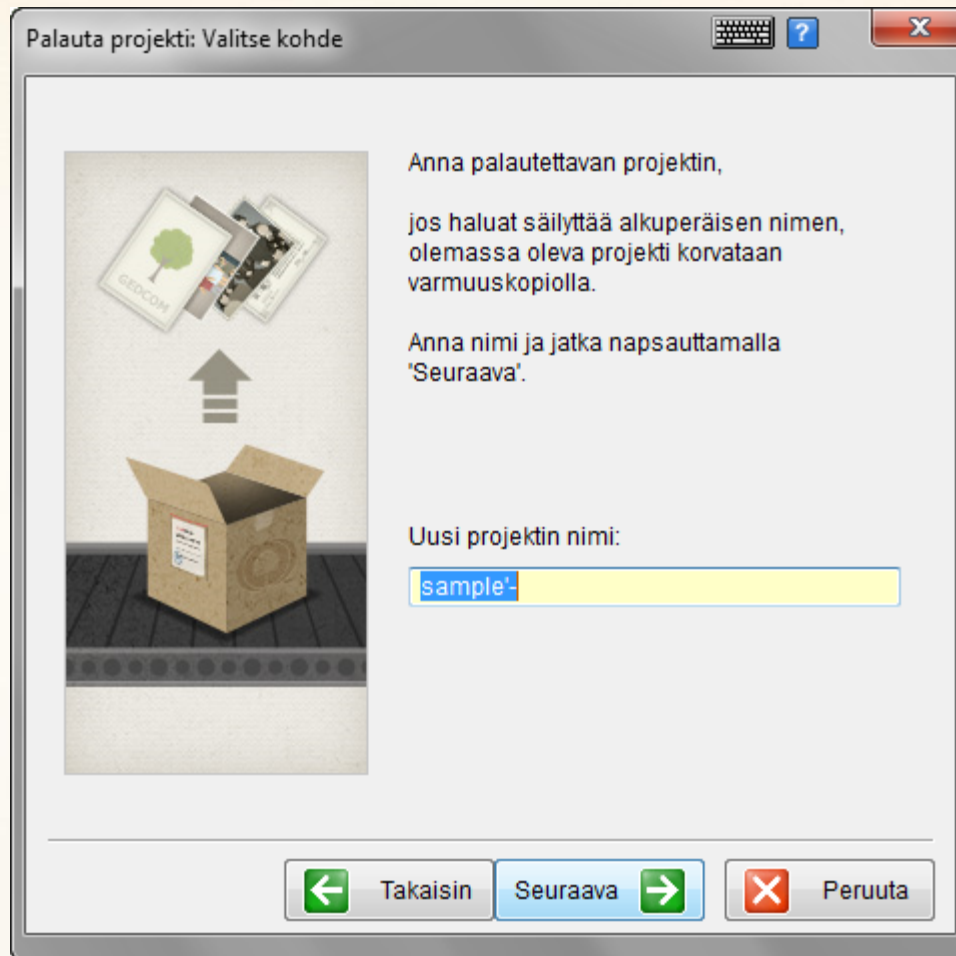 Palauta projekti: Valitse kohde
?
GEDCOM
Anna palautettavan projektin,
jos haluat säilyttää alkuperäisen nimen,
olemassa oleva projekti korvataan
varmuuskopiolla.
Anna nimi ja jatka napsauttamalla
'Seuraava'.
Uusi projektin nimi:
sample'-
Takaisin
Seuraava
Peruuta